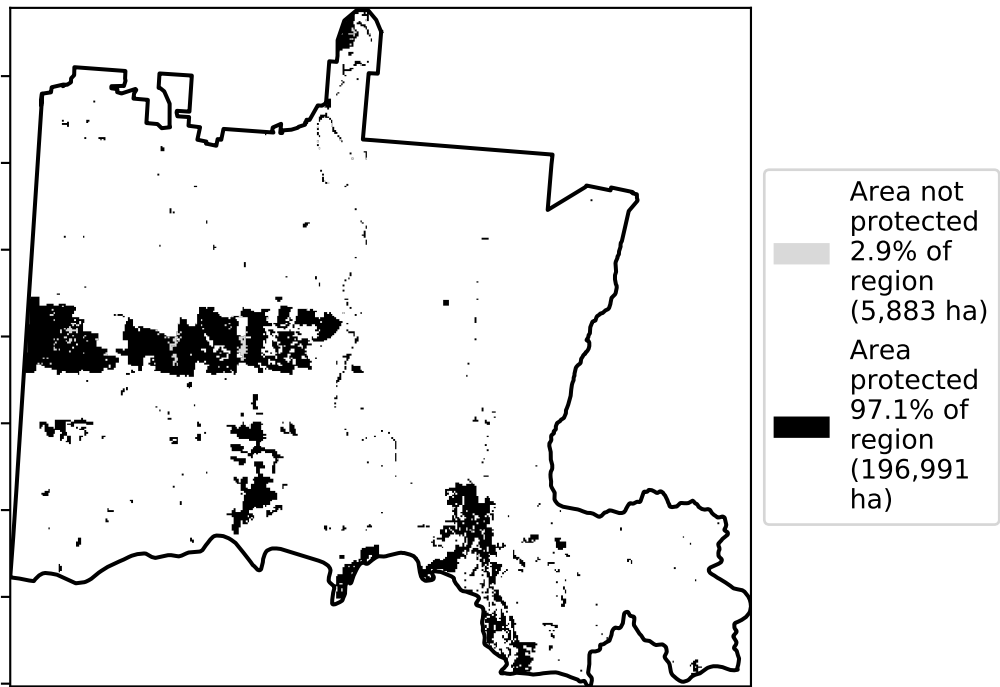 Area not
protected
2.9% of
region
(5,883 ha)
Area
protected
97.1% of
region
(196,991
ha)